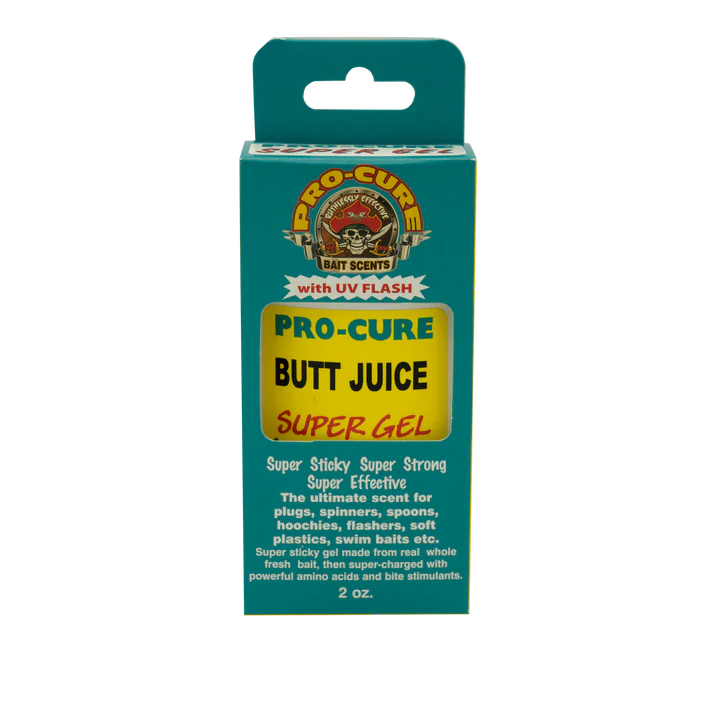 PRO-CURE
SUPER GEL
PRO-CURE
RUTHLESSLY EFFECTIVE
BAIT SCENTS
with UV FLASH
PRO-CURE
BUTT JUICE
SUPER GEL
Super Sticky Super Strong
Super Effective
The ultimate scent for
plugs, spinners, spoons,
hoochies, flashers, soft
plastics, swim baits etc.
Super sticky gel made from real whole
fresh bait, then super-charged with
powerful amino acids and bite stimulants.
2 oz.